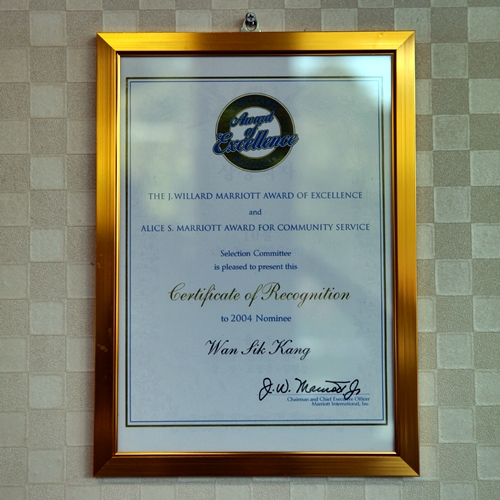 Award
of
Excellence
THE J. WILLARD MARRIOTT AWARD OF EXCELLENCE
and
ALICE S. MARRIOTT AWARD FOR COMMUNITY SERVICE
Selection Committee
is pleased to present this
Certificate of Recognition
to 2004 Nominee
Wan Sik Kang
J.W. Marriott Jr
Chairman and Chief Executive Officer
Marriott International, Inc.